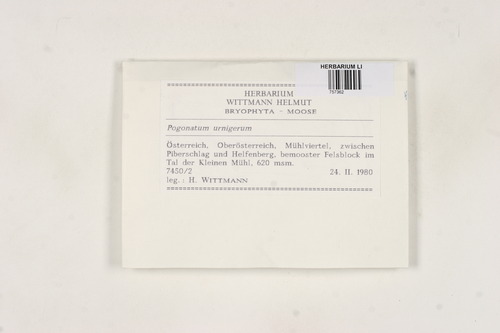 HERBARIUM LI
757362
HERBARIUM
WITTMANN HELMUT
BRYOPHYTA - MOOSE
Pogonatum urnigerum
Österreich, Oberösterreich, Mühlviertel, zwischen
Piberschlag und Helfenberg, bemooster Felsblock im
Tal der Kleinen Mühl, 620 msm.
7450/2 24. II. 1980
leg.: H. WITTMANN